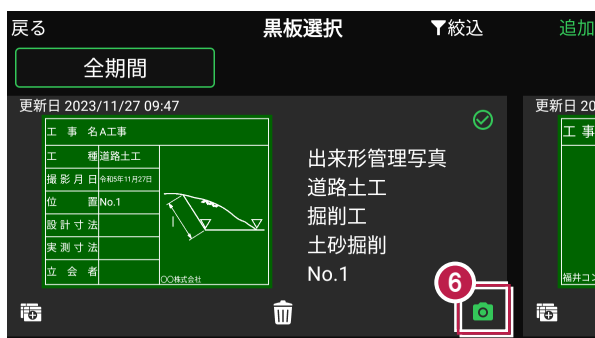 戻る 黒板選択 絞込 追加
全期間
更新日 2023/11/27 09:47
工事名 A工事
工種 道路土工
撮影月日 令和5年11月27日
位置 No.1
設計寸法
実測寸法
立会者
l
〇〇株式会社
出来形管理写真
道路土工
掘削工
土砂掘削
No.1
6
更新日 20
工事
福井コン